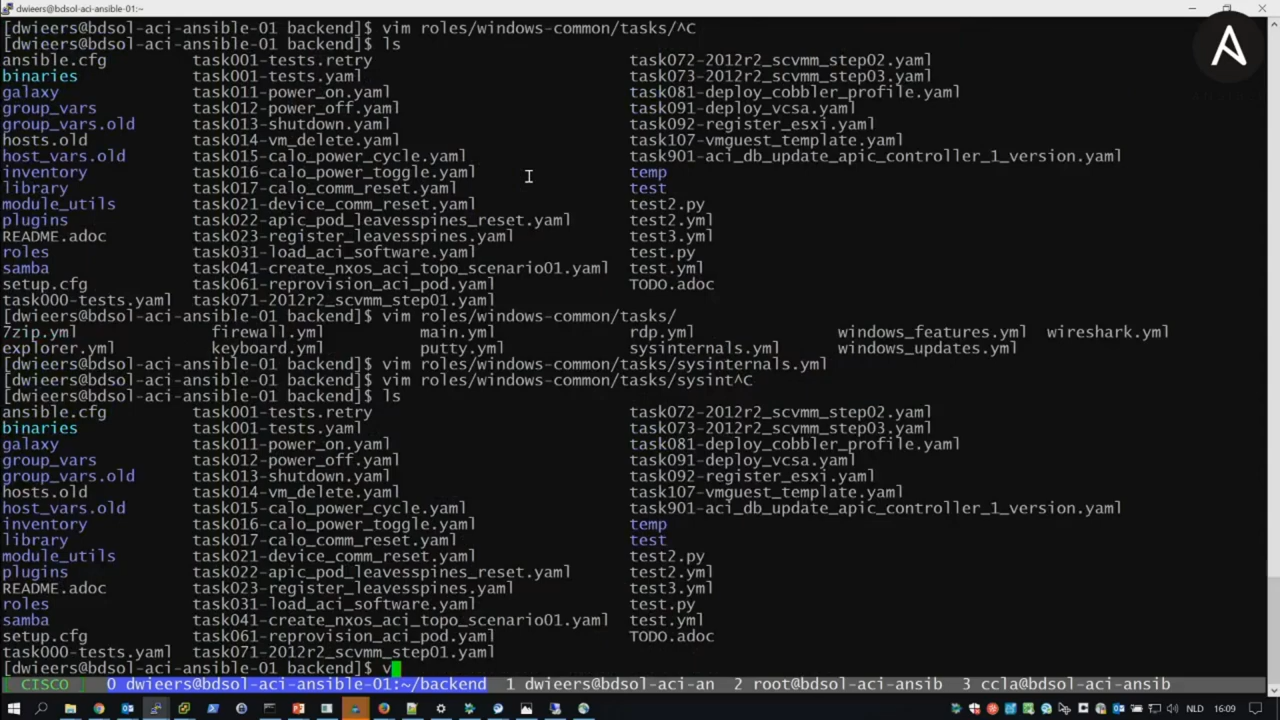 dwieers@bdsol-aci-ansible-01:~
[dwieers@bdsol-aci-ansible-01 backend]$ vim roles/windows-common/tasks/^C
[dwieers@bdsol-aci-ansible-01 backend]$ ls
ansible.cfg task001-tests.retry task072-2012r2_scvmm_step02.yaml
binaries task001-tests.yaml task073-2012r2_scvmm_step03.yaml
galaxy task011-power_on.yaml task081-deploy_cobbler_profile.yaml
group_vars task012-power_off.yaml task091-deploy_vcsa.yaml
group_vars.old task013-shutdown.yaml task092-register_esxi.yaml
hosts.old task014-vm_delete.yaml task107-vmguest_template.yaml
host_vars.old task015-calo_power_cycle.yaml task901-aci_db_update_apic_controller_1_version.yaml
inventory task016-calo_power_toggle.yaml temp
library task017-calo_comm_reset.yaml test
module_utils task021-device_comm_reset.yaml test2.py
plugins task022-apic_pod_leavesspines_reset.yaml test2.yml
README.adoc task023-register_leavesspines.yaml test3.yml
roles task031-load_aci_software.yaml test.py
samba task041-create_nxos_aci_topo_scenario01.yaml test.yml
setup.cfg task061-reprovision_aci_pod.yaml TODO.adoc
task000-tests.yaml task071-2012r2_scvmm_step01.yaml
[dwieers@bdsol-aci-ansible-01 backend]$ vim roles/windows-common/tasks/
7zip.yml firewall.yml main.yml rdp.yml windows_features.yml wireshark.yml
explorer.yml keyboard.yml putty.yml sysinternals.yml windows_updates.yml
[dwieers@bdsol-aci-ansible-01 backend]$ vim roles/windows-common/tasks/sysinternals.yml
[dwieers@bdsol-aci-ansible-01 backend]$ vim roles/windows-common/tasks/sysint^C
[dwieers@bdsol-aci-ansible-01 backend]$ ls
ansible.cfg task001-tests.retry task072-2012r2_scvmm_step02.yaml
binaries task001-tests.yaml task073-2012r2_scvmm_step03.yaml
galaxy task011-power_on.yaml task081-deploy_cobbler_profile.yaml
group_vars task012-power_off.yaml task091-deploy_vcsa.yaml
group_vars.old task013-shutdown.yaml task092-register_esxi.yaml
hosts.old task014-vm_delete.yaml task107-vmguest_template.yaml
host_vars.old task015-calo_power_cycle.yaml task901-aci_db_update_apic_controller_1_version.yaml
inventory task016-calo_power_toggle.yaml temp
library task017-calo_comm_reset.yaml test
module_utils task021-device_comm_reset.yaml test2.py
plugins task022-apic_pod_leavesspines_reset.yaml test2.yml
README.adoc task023-register_leavesspines.yaml test3.yml
roles task031-load_aci_software.yaml test.py
samba task041-create_nxos_aci_topo_scenario01.yaml test.yml
setup.cfg task061-reprovision_aci_pod.yaml TODO.adoc
task000-tests.yaml task071-2012r2_scvmm_step01.yaml
[dwieers@bdsol-aci-ansible-01 backend]$ v
[ CISCO ] 0 dwieers@bdsol-aci-ansible-01:~/backend 1 dwieers@bdsol-aci-an 2 root@bdsol-aci-ansib 3 ccla@bdsol-aci-ansib
NLD 16:09